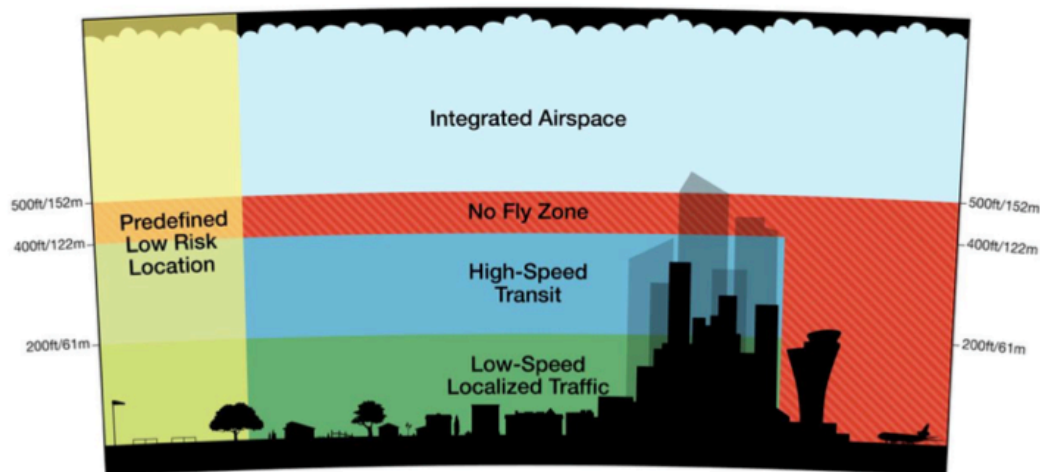 Integrated Airspace
500ft/152m
No Fly Zone
500ft/152m
Predefined
Low Risk
Location
400ft/122m
400ft/122m
High-Speed
Transit
200ft/61m
200ft/61m
Low-Speed
Localized Traffic